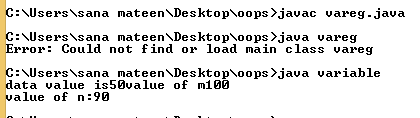 C:\Users\sana mateen\Desktop\oops>javac vareg.java
C:\Users\sana mateen\Desktop\oops>java vareg
Error: Could not find or load main class vareg
C:\Users\sana mateen\Desktop\oops>java variable
data value is50value of m100
value of n:90